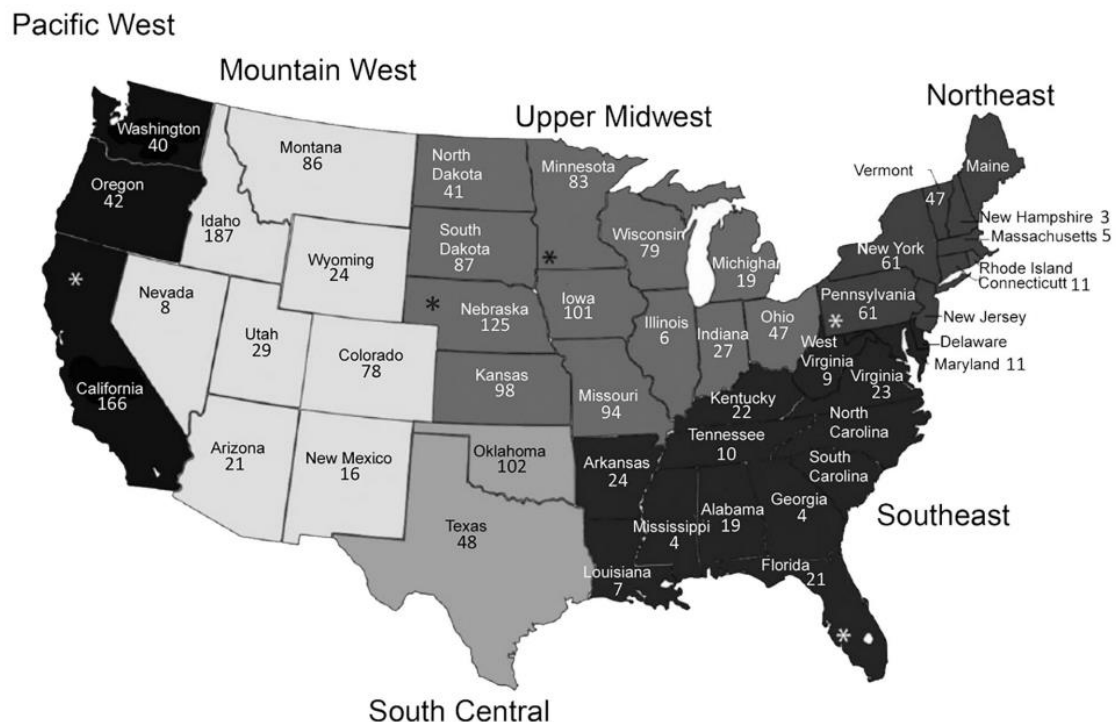 Pacific West
Mountain West
Upper Midwest
Northeast
Washington
40
Oregon
42
California
166
*
Montana
86
Idaho
187
Wyoming
24
Nevada
8
Utah
29
Colorado
78
Arizona
21
New Mexico
16
North
Dakota
41
South
Dakota
87
*
Nebraska
125
Kansas
98
Minnesota
83
*
Iowa
101
Missouri
94
Wisconsin
79
Illinois
6
Michighan
19
Indiana
27
Ohio
47
Oklahoma
102
Texas
48
South Central
Vermont
47
Maine
New Hampshire 3
Massachusetts 5
Rhode Island
Connecticutt 11
New York
61
Pennsylvania
61
*
New Jersey
Delaware
Maryland 11
West
Virginia
9
Virginia
23
Kentucky
22
North
Carolina
Tennessee
10
South
Carolina
Arkansas
24
Georgia
4
Alabama
19
Mississippi
4
Louisiana
7
Florida
21
*
Southeast